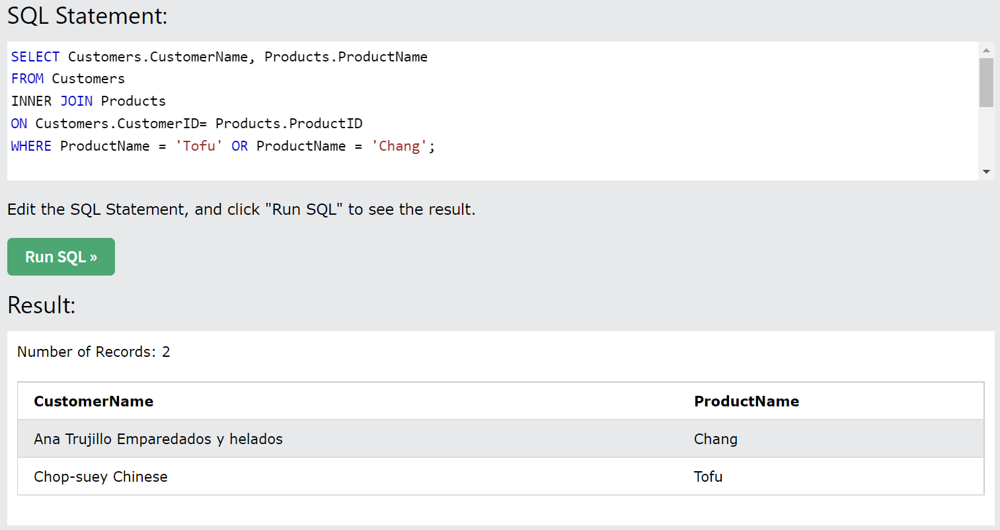 SQL Statement:
SELECT Customers.CustomerName, Products.ProductName
FROM Customers
INNER JOIN Products
ON Customers.CustomerID= Products.ProductID
WHERE ProductName = 'Tofu' OR ProductName = 'Chang';
Edit the SQL Statement, and click "Run SQL" to see the result.
Run SQL »
Result:
Number of Records: 2
CustomerName ProductName
Ana Trujillo Emparedados y helados Chang
Chop-suey Chinese Tofu